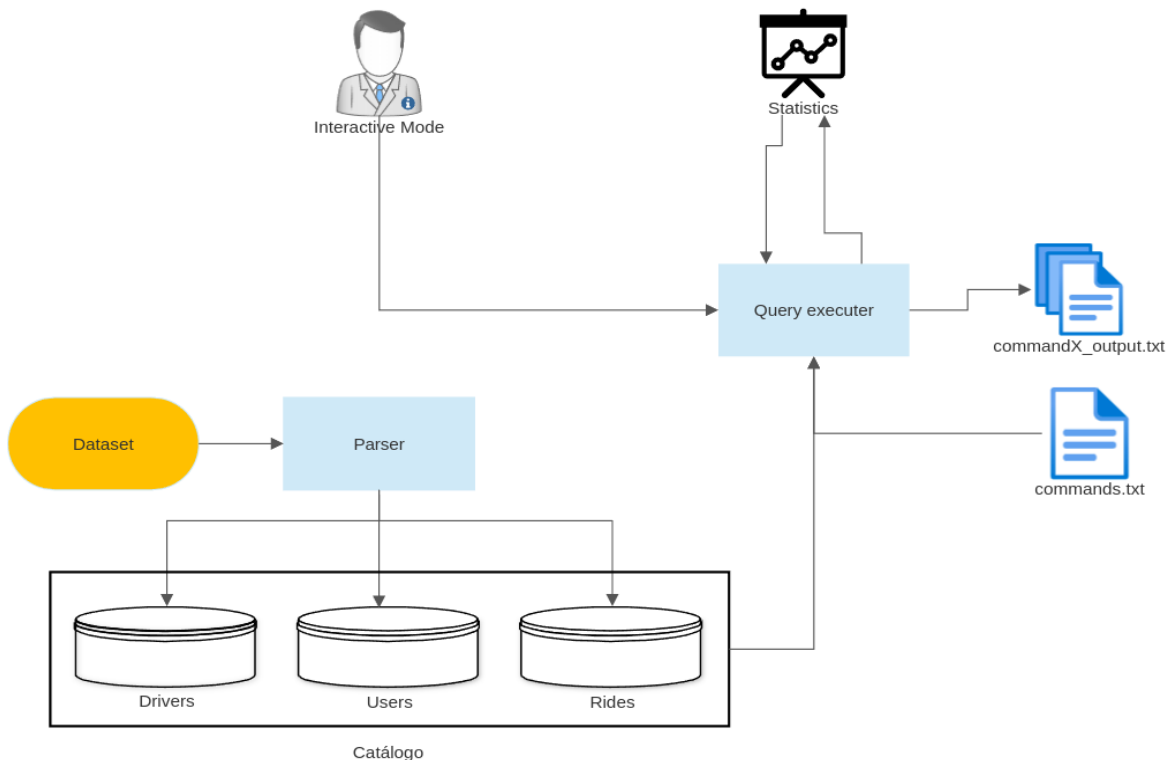 Interactive Mode
Statistics
Query executer
commandX_output.txt
Dataset
Parser
commands.txt
Drivers
Users
Rides
Catálogo